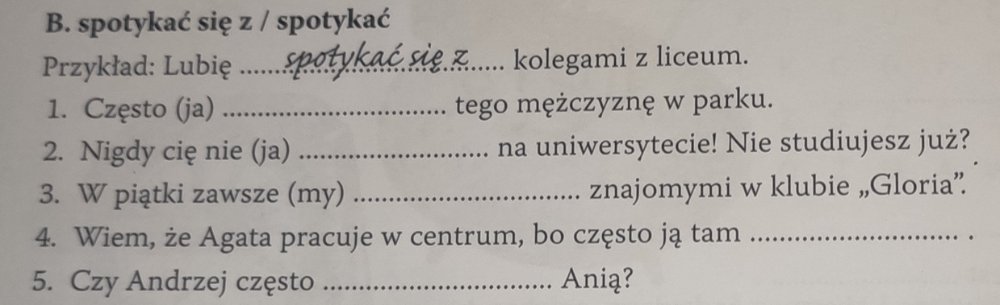 B. spotykać się z / spotykać
Przykład: Lubię .......spotykać się z...... kolegami z liceum.
1. Często (ja) ............................... tego mężczyznę w parku.
2. Nigdy cię nie (ja) .......................... na uniwersytecie! Nie studiujesz już?
3. W piątki zawsze (my) ............................... znajomymi w klubie „Gloria”.
4. Wiem, że Agata pracuje w centrum, bo często ją tam ............................. .
5. Czy Andrzej często ................................ Anią?